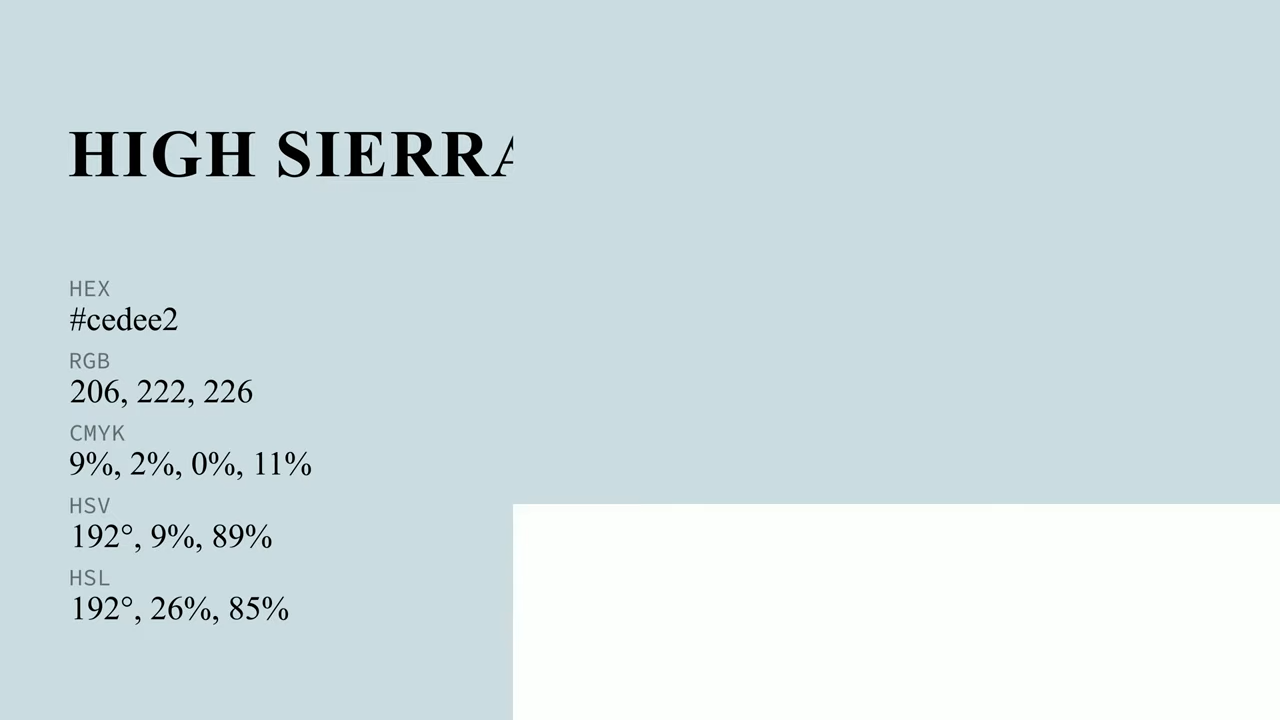 HIGH SIERRA
HEX
#cedee2
RGB
206, 222, 226
CMYK
9%, 2%, 0%, 11%
HSV
192°, 9%, 89%
HSL
192°, 26%, 85%